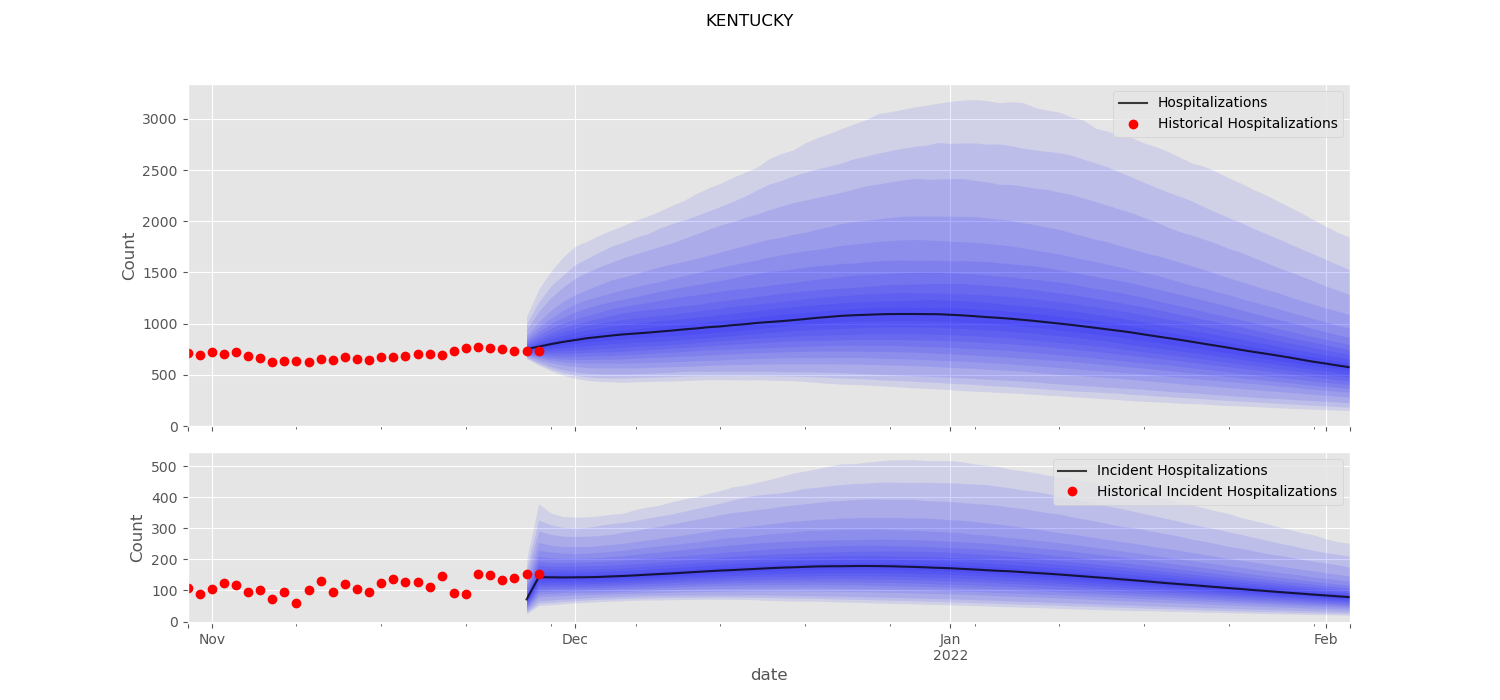 KENTUCKY
Hospitalizations
Historical Hospitalizations
3000
2500
2000
1500
1000
500
0
Count
Incident Hospitalizations
Historical Incident Hospitalizations
500
400
300
200
100
0
Count
Nov
Dec
Jan
2022
Feb
date